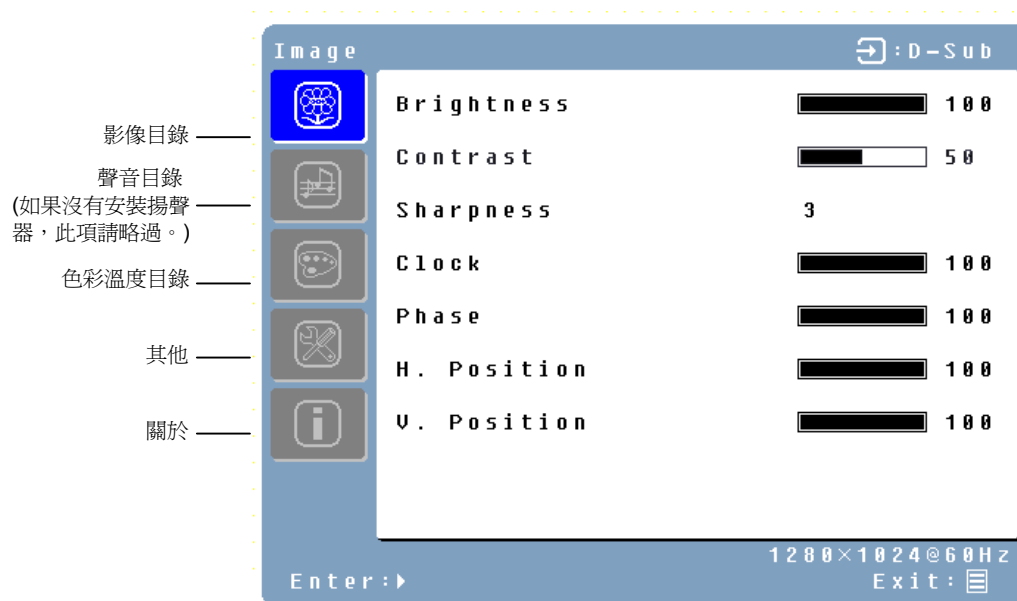 Image
:D-Sub
影像目錄
聲音目錄
(如果沒有安裝揚聲
器，此項請略過。)
色彩溫度目錄
其他
關於
Brightness 100
Contrast 50
Sharpness 3
Clock 100
Phase 100
H. Position 100
V. Position 100
1280×1024@60Hz
Enter:
Exit: